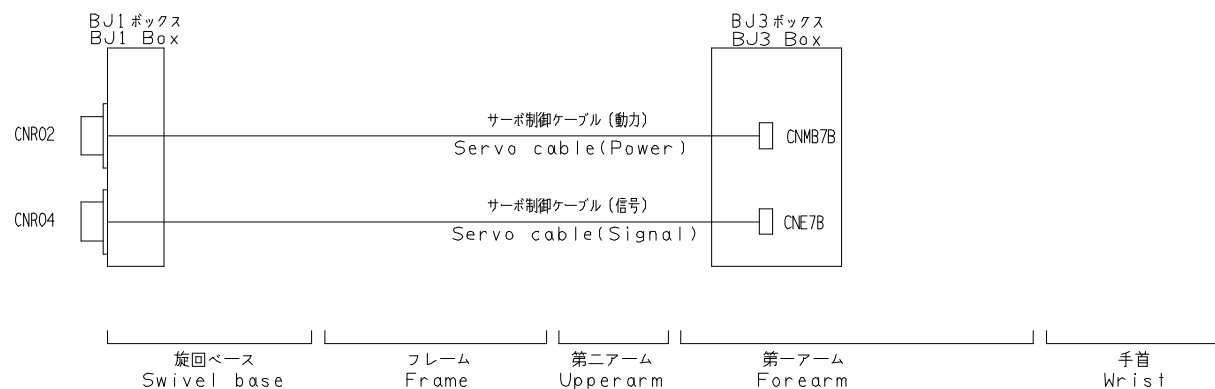 BJ1ボックス
BJ1 Box
BJ3ボックス
BJ3 Box
CNR02
サーボ制御ケーブル(動力)
Servo cable(Power)
CNMB7B
CNR04
サーボ制御ケーブル(信号)
Servo cable(Signal)
CNE7B
旋回ベース
Swivel base
フレーム
Frame
第二アーム
Upperarm
第一アーム
Forearm
手首
Wrist